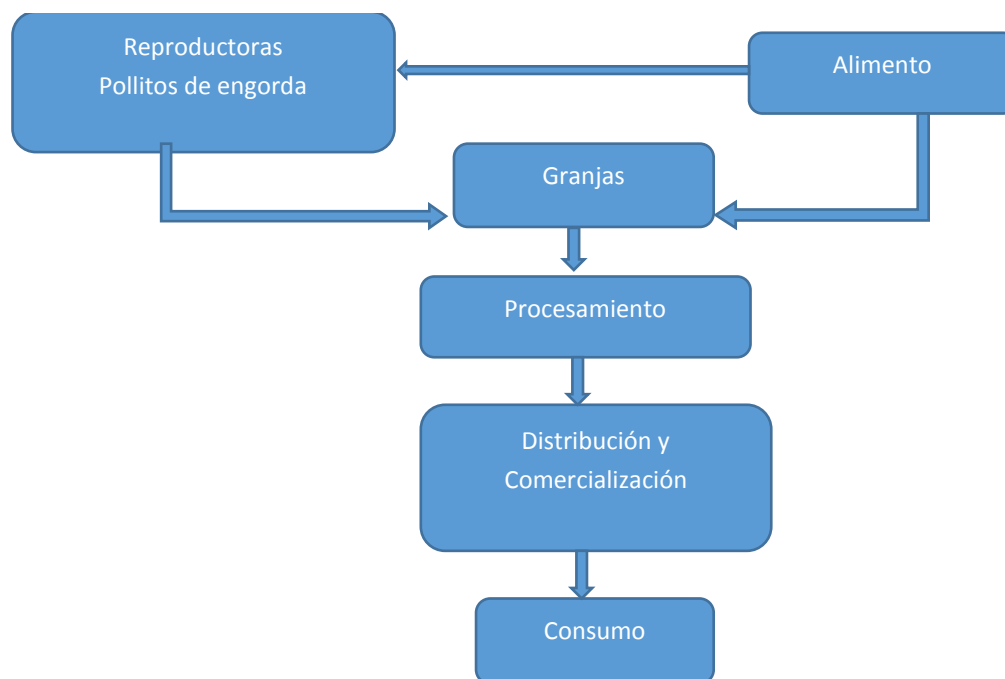 Reproductoras
Pollitos de engorda
Alimento
Granjas
Procesamiento
Distribución y
Comercialización
Consumo